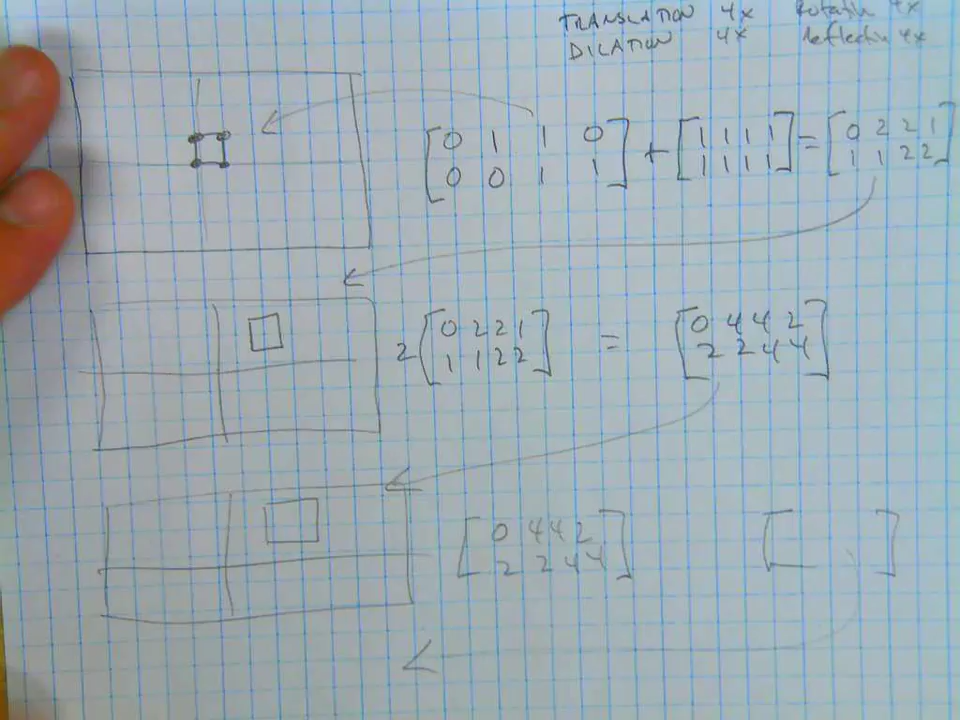 TRANSLATION 4x Rotatin 4x
DILATION 4x Reflectin 4x
[0 1 1 0] + [1 1 1 1] = [0 2 2 1]
[0 0 1 1] [1 1 1 1] [1 1 2 2]
2 [0 2 2 1] = [0 4 4 2]
[1 1 2 2] [2 2 4 4]
[0 4 4 2] [ ]
[2 2 4 4]